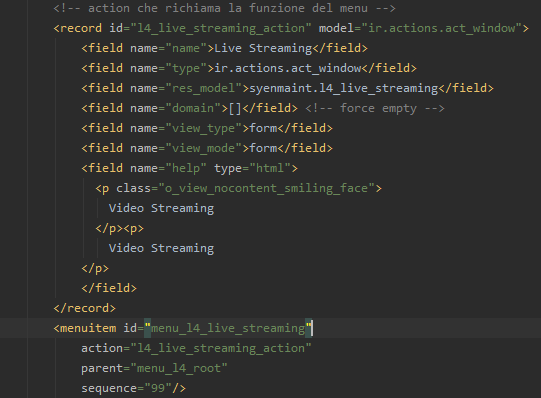 <!-- action che richiama la funzione del menu -->
<record id="l4_live_streaming_action" model="ir.actions.act_window">
<field name="name">Live Streaming</field>
<field name="type">ir.actions.act_window</field>
<field name="res_model">syenmaint.l4_live_streaming</field>
<field name="domain">[]</field> <!-- force empty -->
<field name="view_type">form</field>
<field name="view_mode">form</field>
<field name="help" type="html">
<p class="o_view_nocontent_smiling_face">
Video Streaming
</p><p>
Video Streaming
</p>
</field>
</record>
<menuitem id="menu_l4_live_streaming"
action="l4_live_streaming_action"
parent="menu_l4_root"
sequence="99"/>